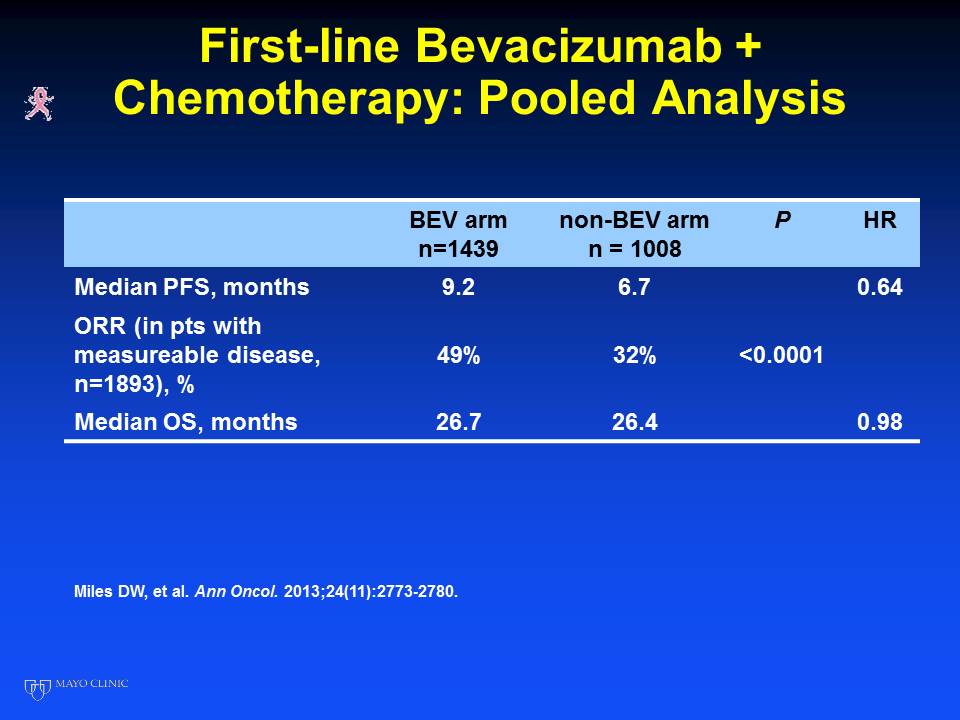 First-line Bevacizumab +
Chemotherapy: Pooled Analysis
BEV arm non-BEV arm P HR
n=1439 n = 1008
Median PFS, months 9.2 6.7 0.64
ORR (in pts with
measureable disease, 49% 32% <0.0001
n=1893), %
Median OS, months 26.7 26.4 0.98
Miles DW, et al. Ann Oncol. 2013;24(11):2773-2780.
MAYO CLINIC